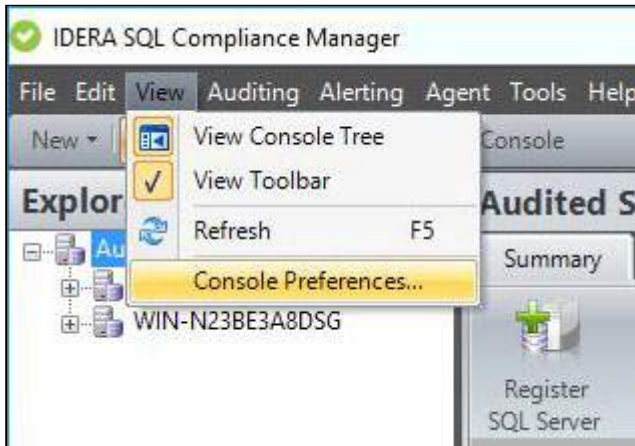 IDERA SQL Compliance Manager
File Edit View Auditing Alerting Agent Tools Help
New Console
View Console Tree
View Toolbar
Refresh F5
Console Preferences...
Explor
Audited S
Au
Summary
WIN-N23BE3A8DSG
Register
SQL Server